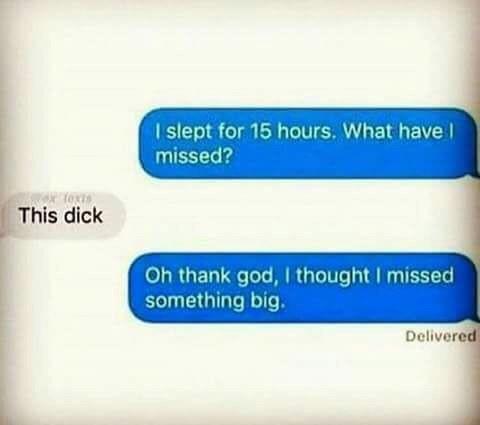 I slept for 15 hours. What have I
missed?
This dick
Oh thank god, I thought I missed
something big.
Delivered